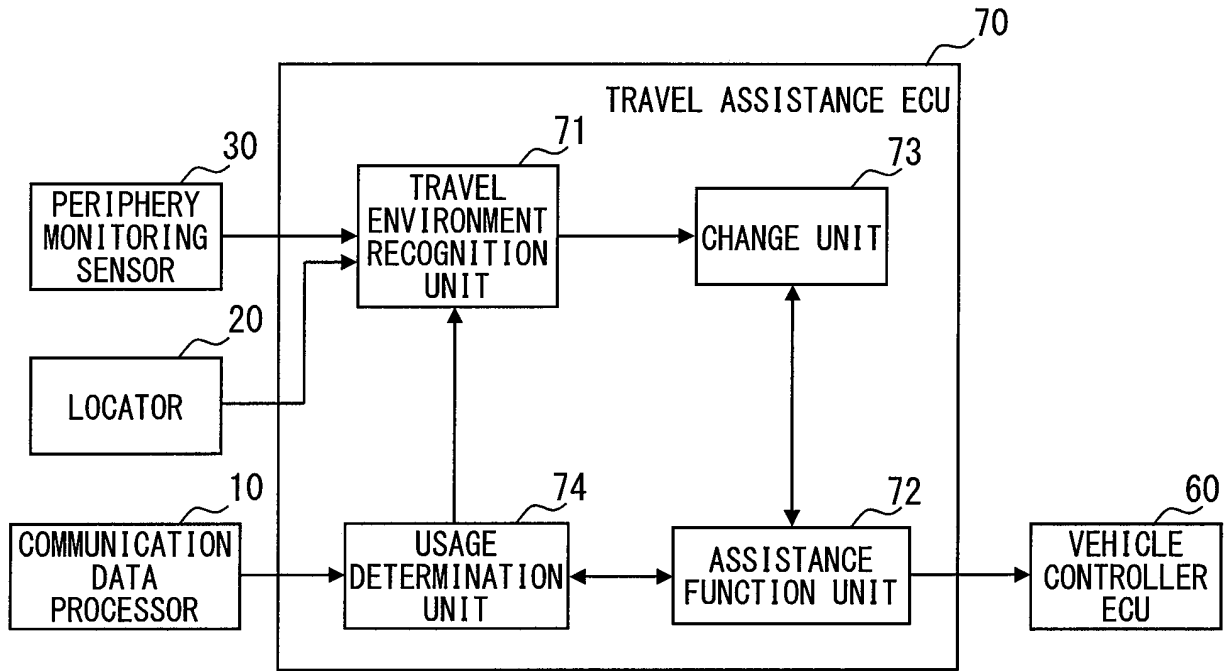 70
TRAVEL ASSISTANCE ECU
30
PERIPHERY
MONITORING
SENSOR
71
TRAVEL
ENVIRONMENT
RECOGNITION
UNIT
73
CHANGE UNIT
20
LOCATOR
10
COMMUNICATION
DATA
PROCESSOR
74
USAGE
DETERMINATION
UNIT
72
ASSISTANCE
FUNCTION UNIT
60
VEHICLE
CONTROLLER
ECU